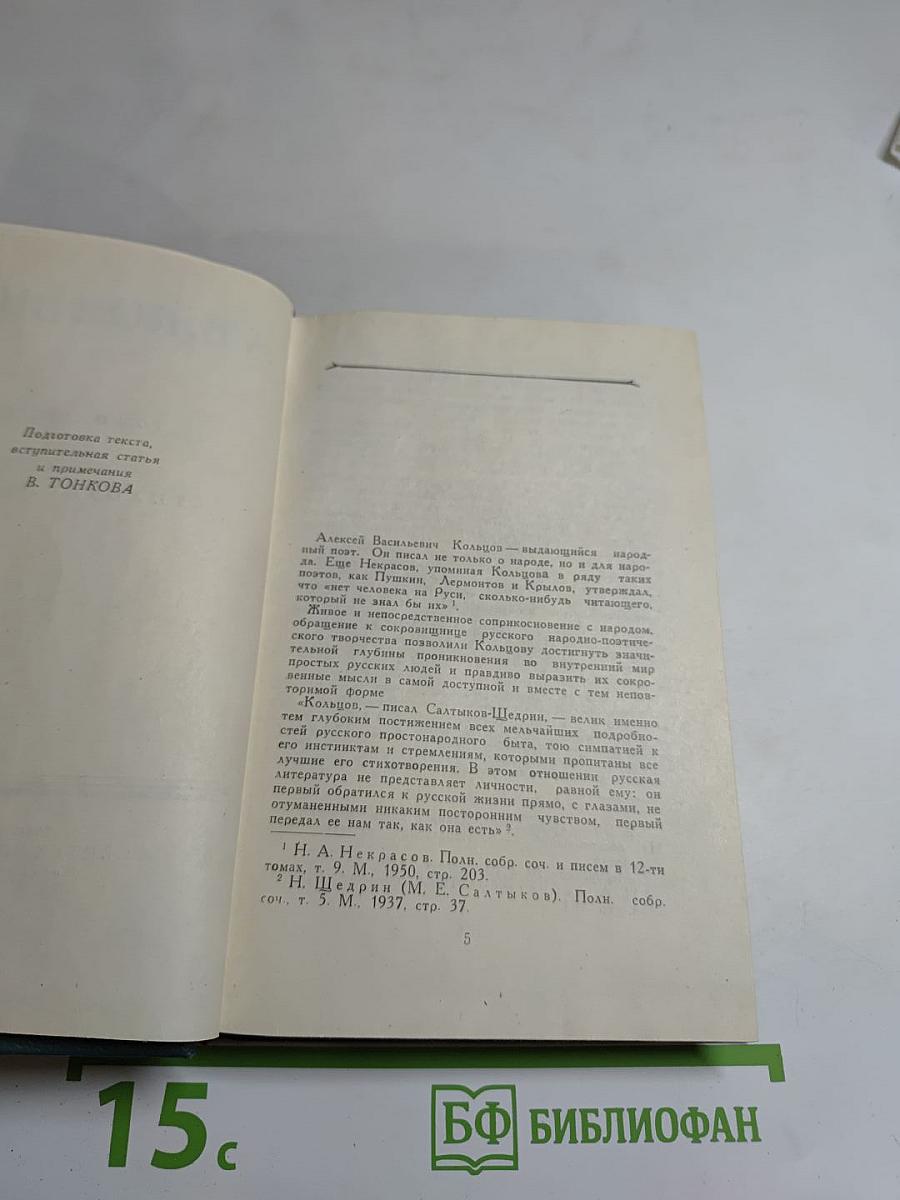 Подготовка текста,
вступительная статья
и примечания
В. ТОНКОВА
Алексей Васильевич Кольцов — выдающийся народ-
ный поэт. Он писал не только о народе, но и для наро-
да. Еще Некрасов, упоминая Кольцова в ряду таких
поэтов, как Пушкин, Лермонтов и Крылов, утверждал,
что «нет человека на Руси, сколько-нибудь читающего,
который не знал бы их» ¹.
Живое и непосредственное соприкосновение с народом,
обращение к сокровищнице русского народно-поэтиче-
ского творчества позволили Кольцову достигнуть значи-
тельной глубины проникновения во внутренний мир
простых русских людей и правдиво выразить их сокро-
венные мысли в самой доступной и вместе с тем непов-
торимой форме
«Кольцов, — писал Салтыков-Щедрин, — велик именно
тем глубоким постижением всех мельчайших подробно-
стей русского простонародного быта, тою симпатией к
его инстинктам и стремлениям, которыми пропитаны все
лучшие его стихотворения. В этом отношении русская
литература не представляет личности, равной ему: он
первый обратился к русской жизни прямо, с глазами, не
отуманенными никаким посторонним чувством, первый
передал ее нам так, как она есть» ².
¹ Н. А. Некрасов. Полн. собр. соч. и писем в 12-ти
томах, т. 9. М., 1950, стр. 203.
² Н. Щедрин (М. Е. Салтыков). Полн. собр.
соч., т. 5. М., 1937, стр. 37.
5
15 с
БФ БИБЛИОФАН